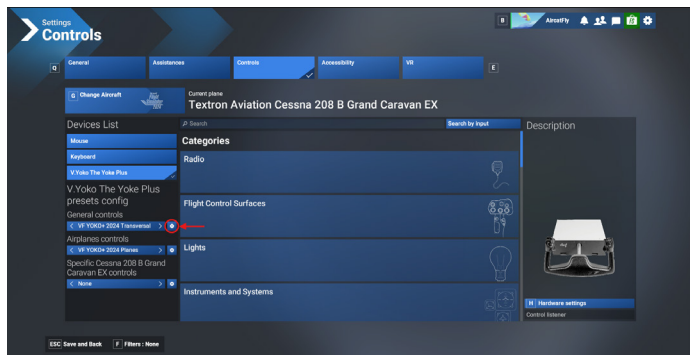 Settings
Controls
B
AircatFly
Q
General
Assistances
Controls
Accessibility
VR
E
G Change Aircraft
Current plane
Textron Aviation Cessna 208 B Grand Caravan EX
Devices List
Mouse
Keyboard
V.Yoko The Yoke Plus
V.Yoko The Yoke Plus
presets config
General controls
VF YOKO+ 2024 Transversal
Airplanes controls
VF YOKO+ 2024 Planes
Specific Cessna 208 B Grand
Caravan EX controls
None
Search
Search by Input
Categories
Radio
Flight Control Surfaces
Lights
Instruments and Systems
Description
H Hardware settings
Control listener
ESC Save and Back
F Filters : None